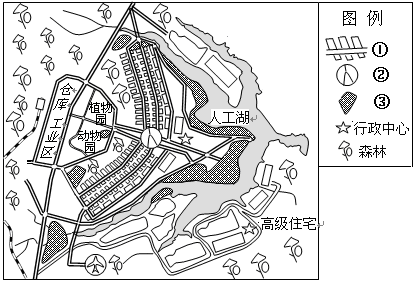 图 例
①
②
③
行政中心
森林
仓库
工业区
植物园
动物园
人工湖
高级住宅